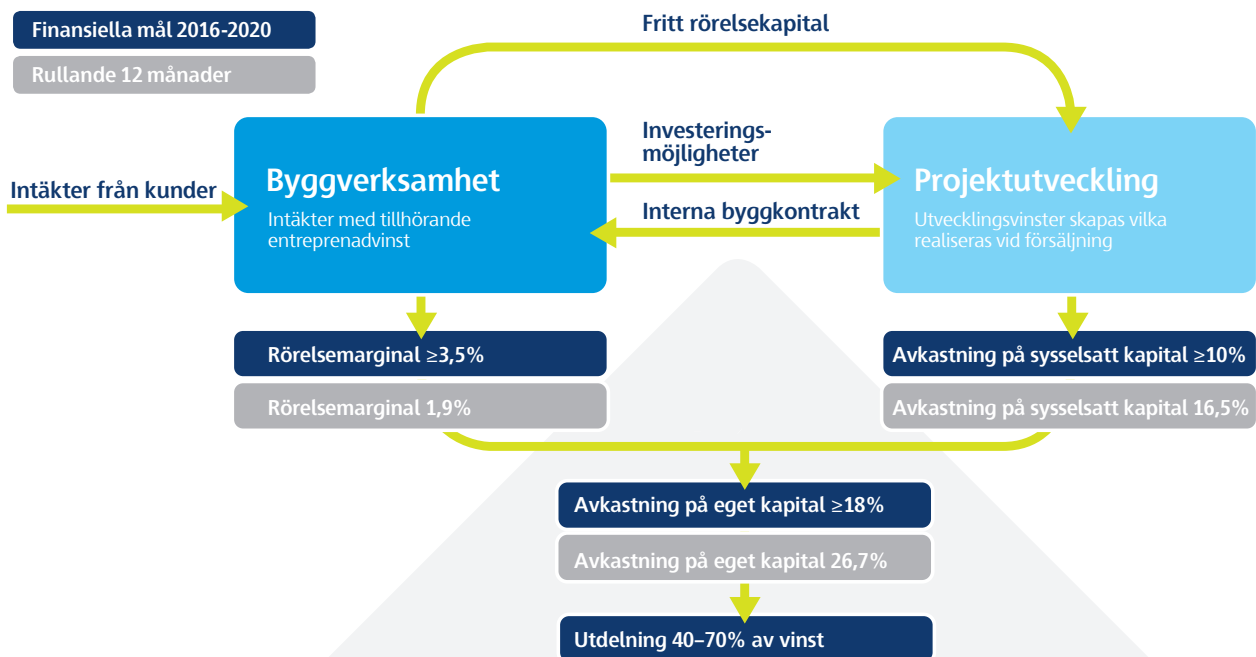 Finansiella mål 2016-2020
Rullande 12 månader
Fritt rörelsekapital
Intäkter från kunder
Byggverksamhet
Intäkter med tillhörande
entreprenadvinst
Investerings-
möjligheter
Interna byggkontrakt
Projektutveckling
Utvecklingsvinster skapas vilka
realiseras vid försäljning
Rörelsemarginal ≥3,5%
Rörelsemarginal 1,9%
Avkastning på sysselsatt kapital ≥10%
Avkastning på sysselsatt kapital 16,5%
Avkastning på eget kapital ≥18%
Avkastning på eget kapital 26,7%
Utdelning 40–70% av vinst